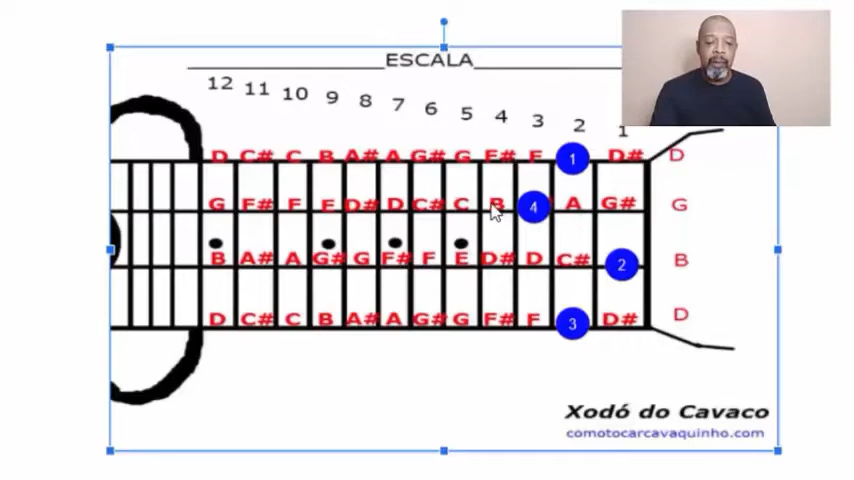 ESCALA
12 11 10 9 8 7 6 5 4 3 2 1
D C# C B A# A G# G F# F 1 D# D
G F# F E D# D C# C B 4 A G# G
B A# A G# G F# F E D# D C# 2 B
D C# C B A# A G# G F# F 3 D# D
Xodó do Cavaco
comotocarcavaquinho.com